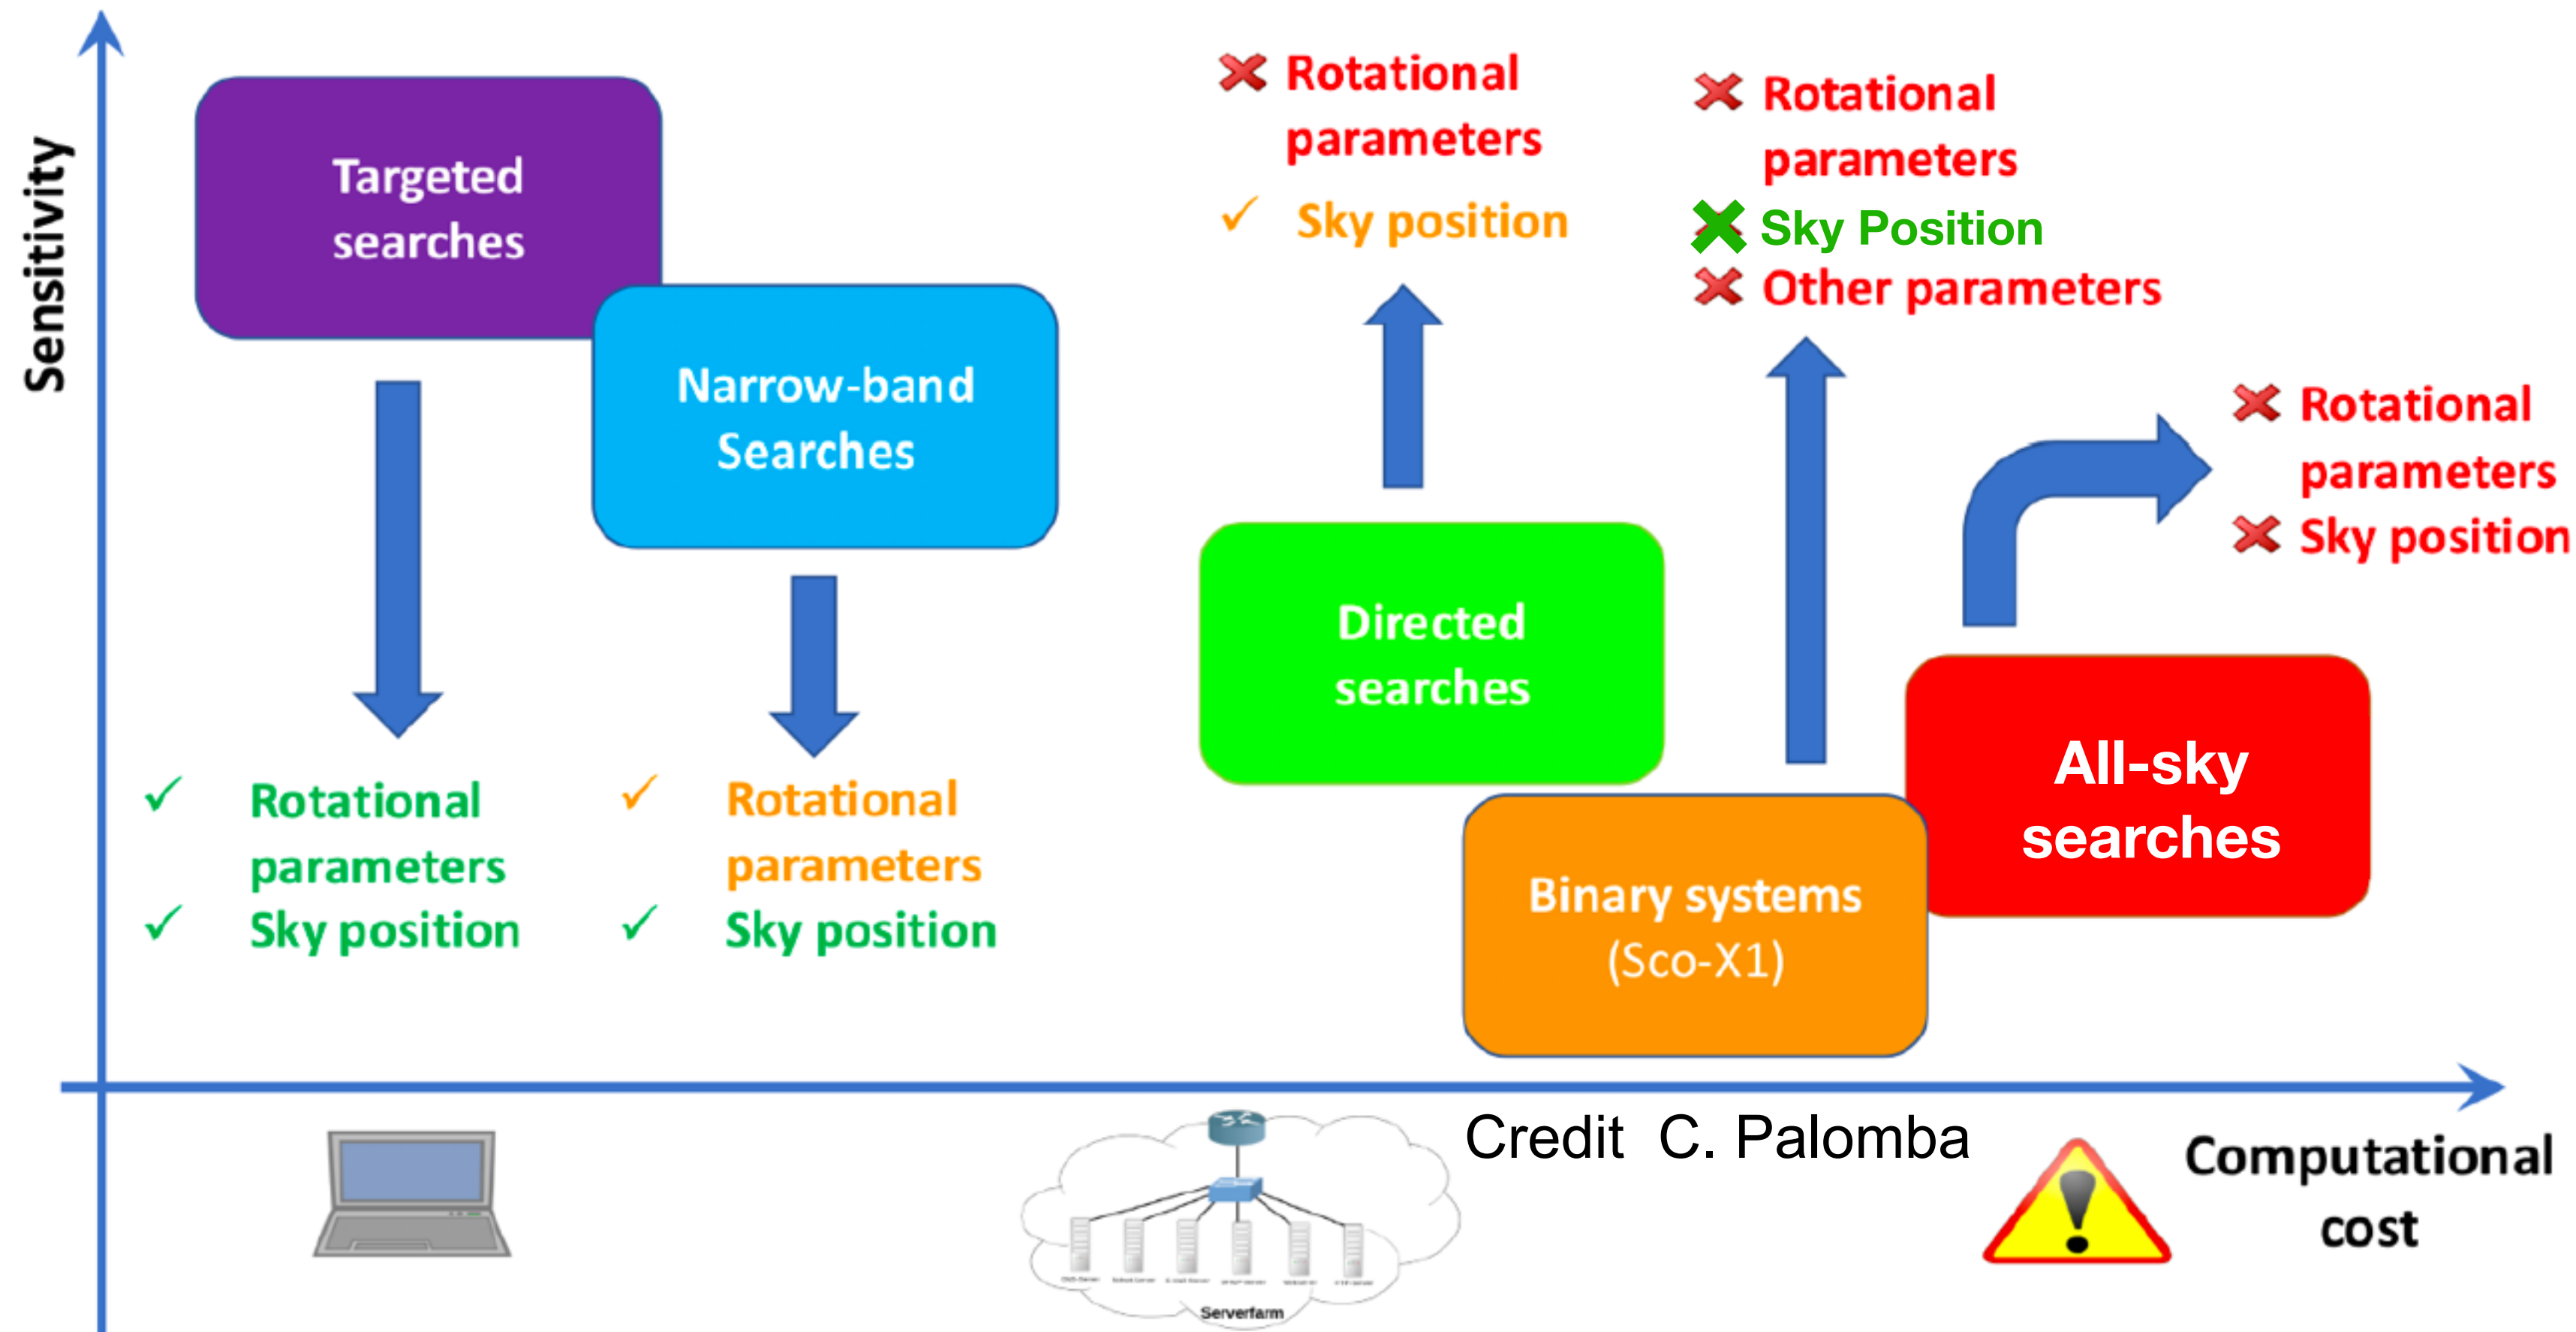 Sensitivity
Targeted
searches
Narrow-band
Searches
✓ Rotational
parameters
✓ Sky position
✓ Rotational
parameters
✓ Sky position
Rotational
parameters
✓ Sky position
Directed
searches
Rotational
parameters
Sky Position
Other parameters
Binary systems
(Sco-X1)
Rotational
parameters
Sky position
All-sky
searches
Serverfarm
Credit C. Palomba
Computational
cost